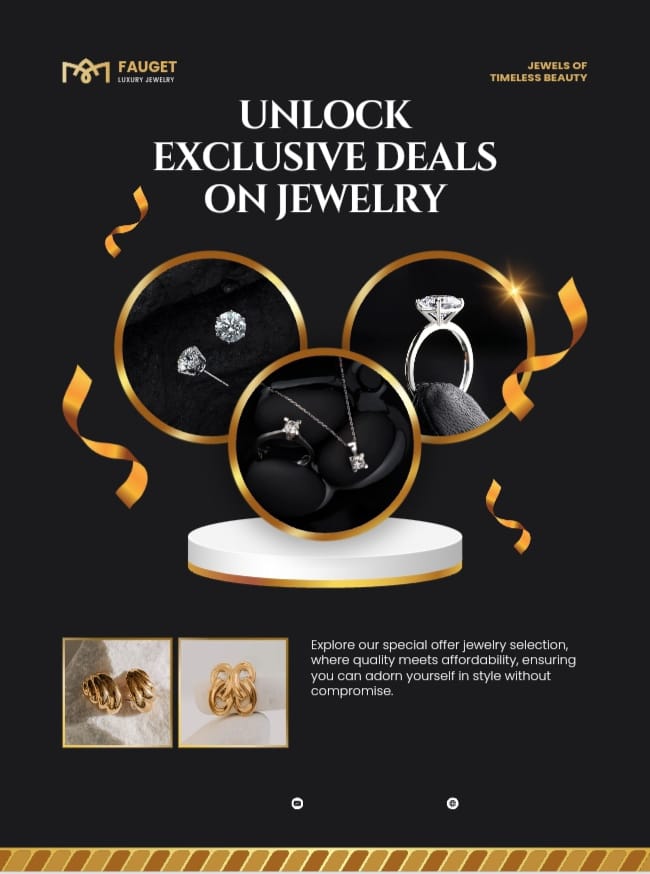 FAUGET
LUXURY JEWELRY
JEWELS OF
TIMELESS BEAUTY
UNLOCK
EXCLUSIVE DEALS
ON JEWELRY
Explore our special offer jewelry selection,
where quality meets affordability, ensuring
you can adorn yourself in style without
compromise.